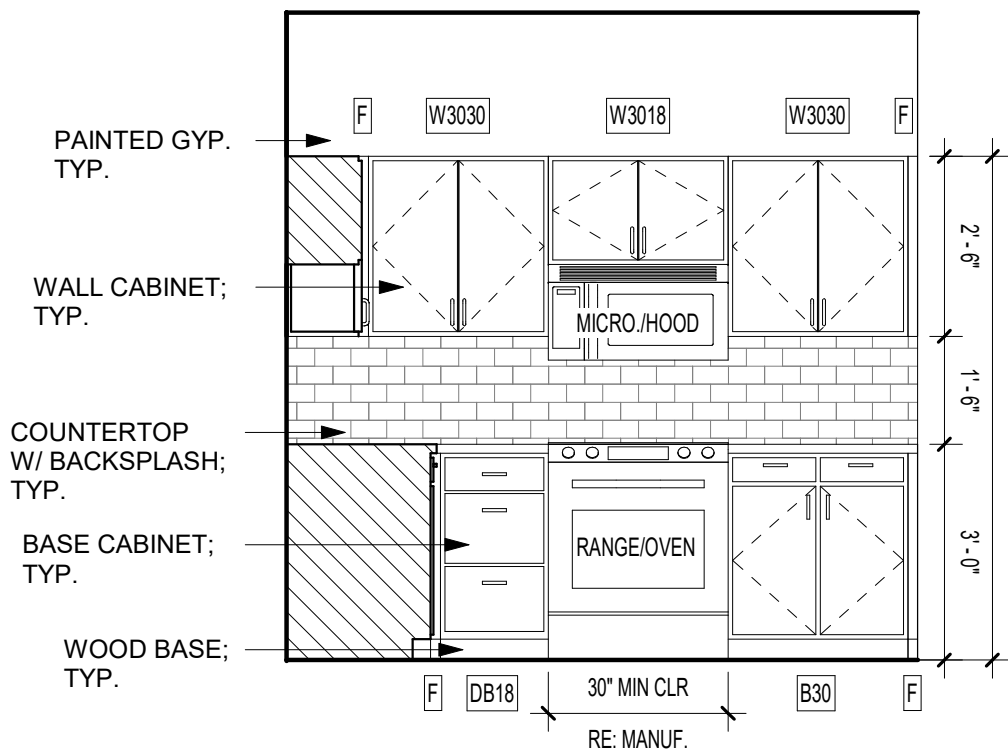 F
W3030
W3018
W3030
F
PAINTED GYP.
TYP.
WALL CABINET;
TYP.
MICRO./HOOD
2' - 6"
1' - 6"
COUNTERTOP
W/ BACKSPLASH;
TYP.
BASE CABINET;
TYP.
RANGE/OVEN
3' - 0"
WOOD BASE;
TYP.
F
DB18
30" MIN CLR
B30
F
RE: MANUF.